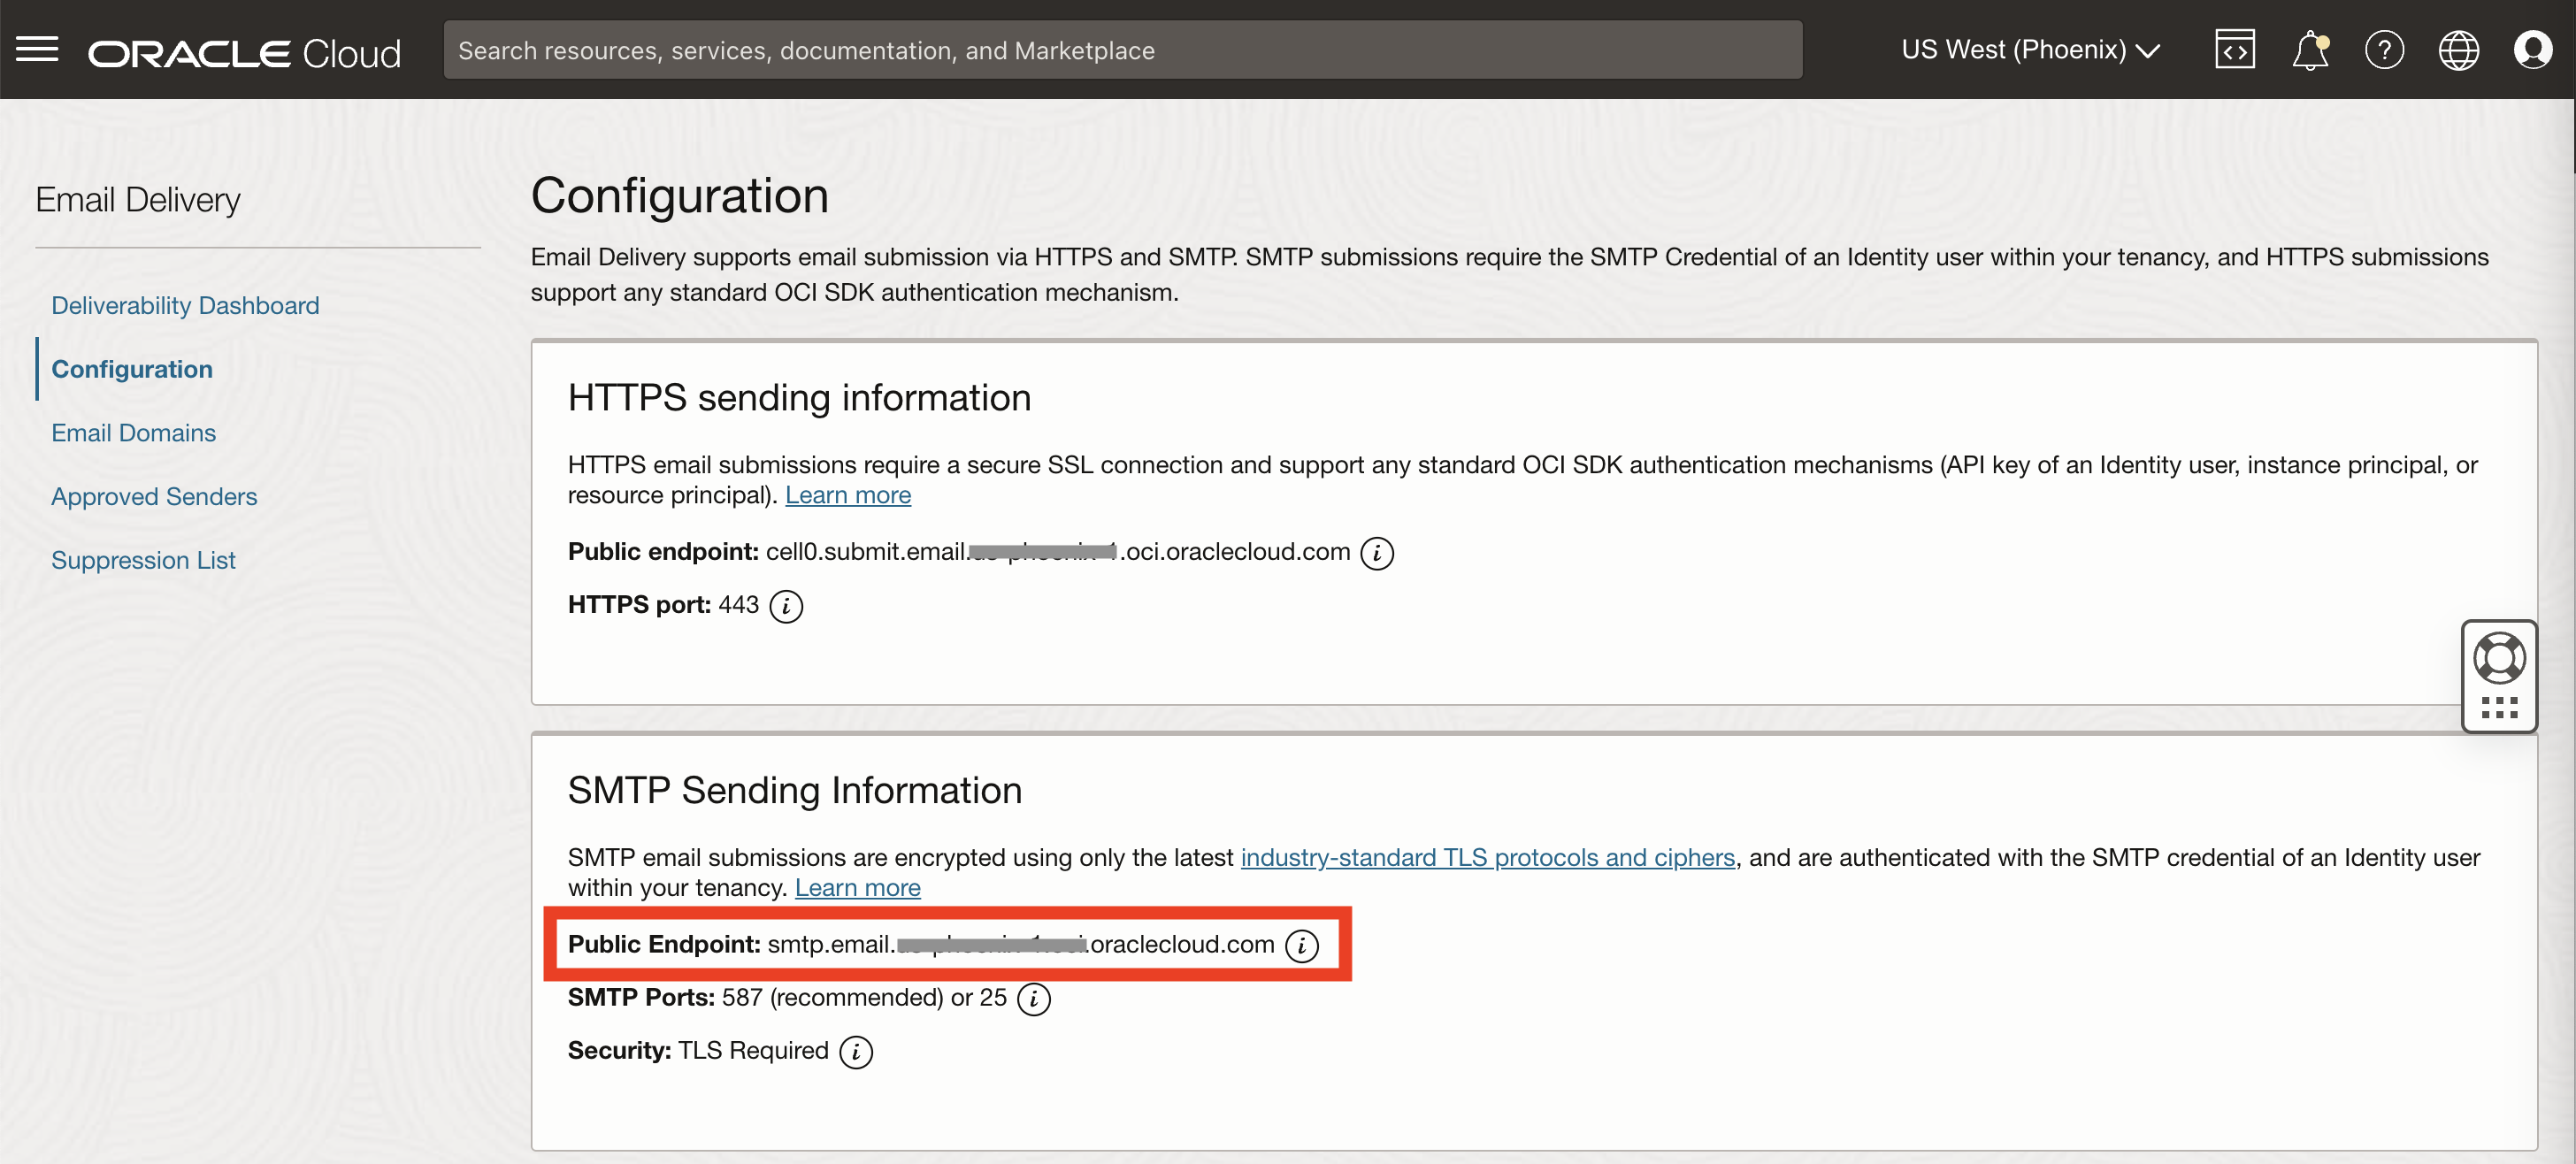 ORACLE Cloud
Search resources, services, documentation, and Marketplace
US West (Phoenix)
Email Delivery
Deliverability Dashboard
Configuration
Email Domains
Approved Senders
Suppression List
Configuration
Email Delivery supports email submission via HTTPS and SMTP. SMTP submissions require the SMTP Credential of an Identity user within your tenancy, and HTTPS submissions
support any standard OCI SDK authentication mechanism.
HTTPS sending information
HTTPS email submissions require a secure SSL connection and support any standard OCI SDK authentication mechanisms (API key of an Identity user, instance principal, or
resource principal). Learn more
Public endpoint: cell0.submit.email. .oci.oraclecloud.com
HTTPS port: 443
SMTP Sending Information
SMTP email submissions are encrypted using only the latest industry-standard TLS protocols and ciphers, and are authenticated with the SMTP credential of an Identity user
within your tenancy. Learn more
Public Endpoint: smtp.email. .oraclecloud.com
SMTP Ports: 587 (recommended) or 25
Security: TLS Required